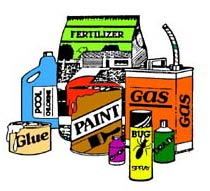 FERTILIZER
POOL
CHLORINE
Glue
PAINT
GAS
GAS
BUG
SPRAY